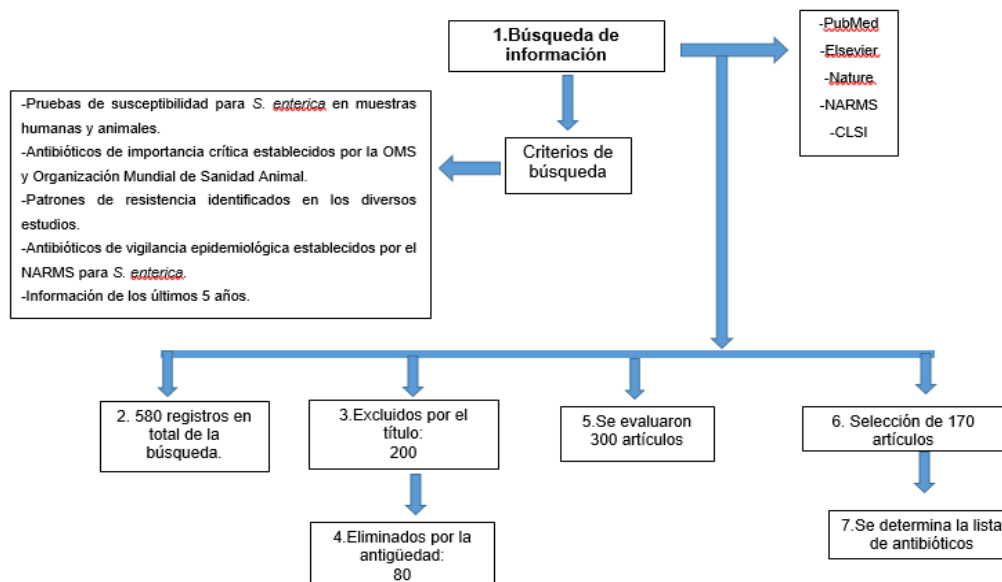 1.Búsqueda de
información
-PubMed
-Elsevier
-Nature
-NARMS
-CLSI
Criterios de
búsqueda
-Pruebas de susceptibilidad para S. enterica en muestras
humanas y animales.
-Antibióticos de importancia crítica establecidos por la OMS
y Organización Mundial de Sanidad Animal.
-Patrones de resistencia identificados en los diversos
estudios.
-Antibióticos de vigilancia epidemiológica establecidos por el
NARMS para S. enterica.
-Información de los últimos 5 años.
2. 580 registros en
total de la
búsqueda.
3.Excluidos por el
título:
200
4.Eliminados por la
antigüedad:
80
5.Se evaluaron
300 artículos
6. Selección de 170
artículos
7.Se determina la lista
de antibióticos